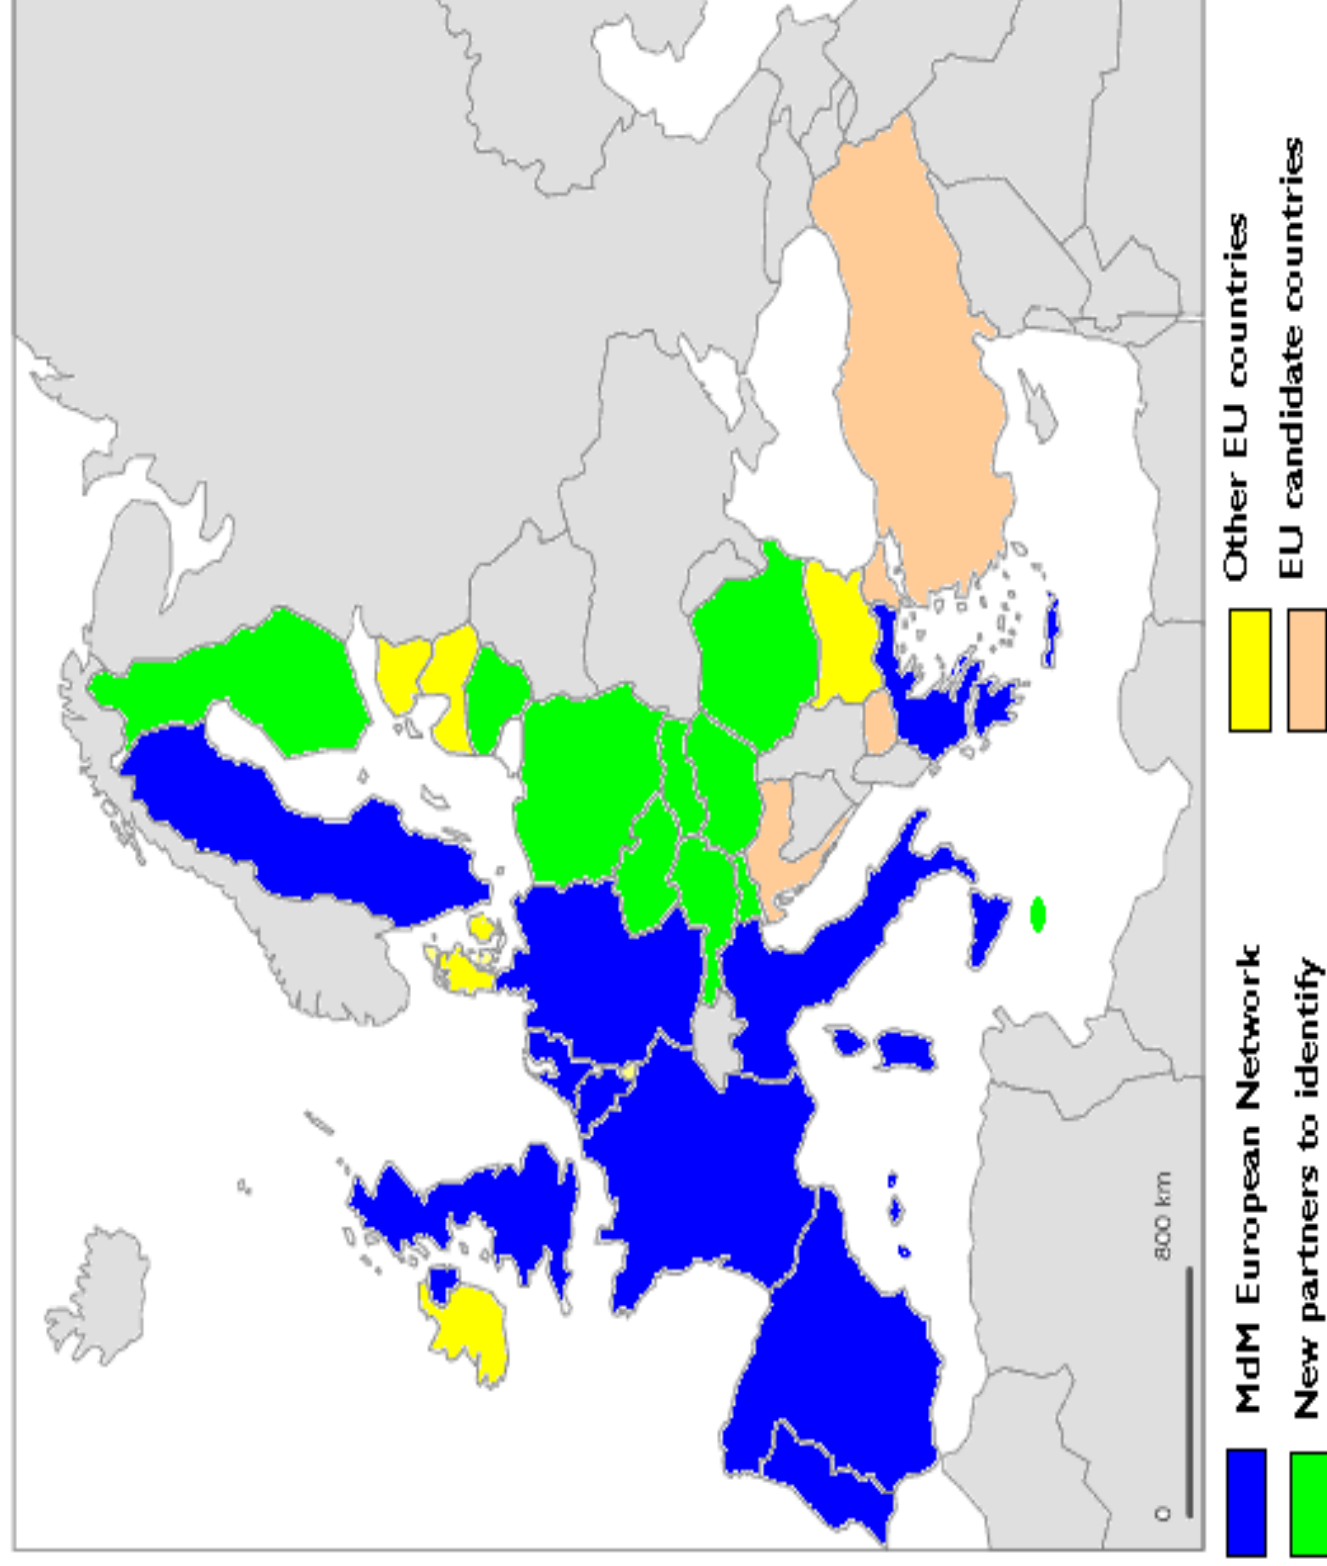 0 800 km
MdM European Network
Other EU countries
New partners to identify
EU candidate countries